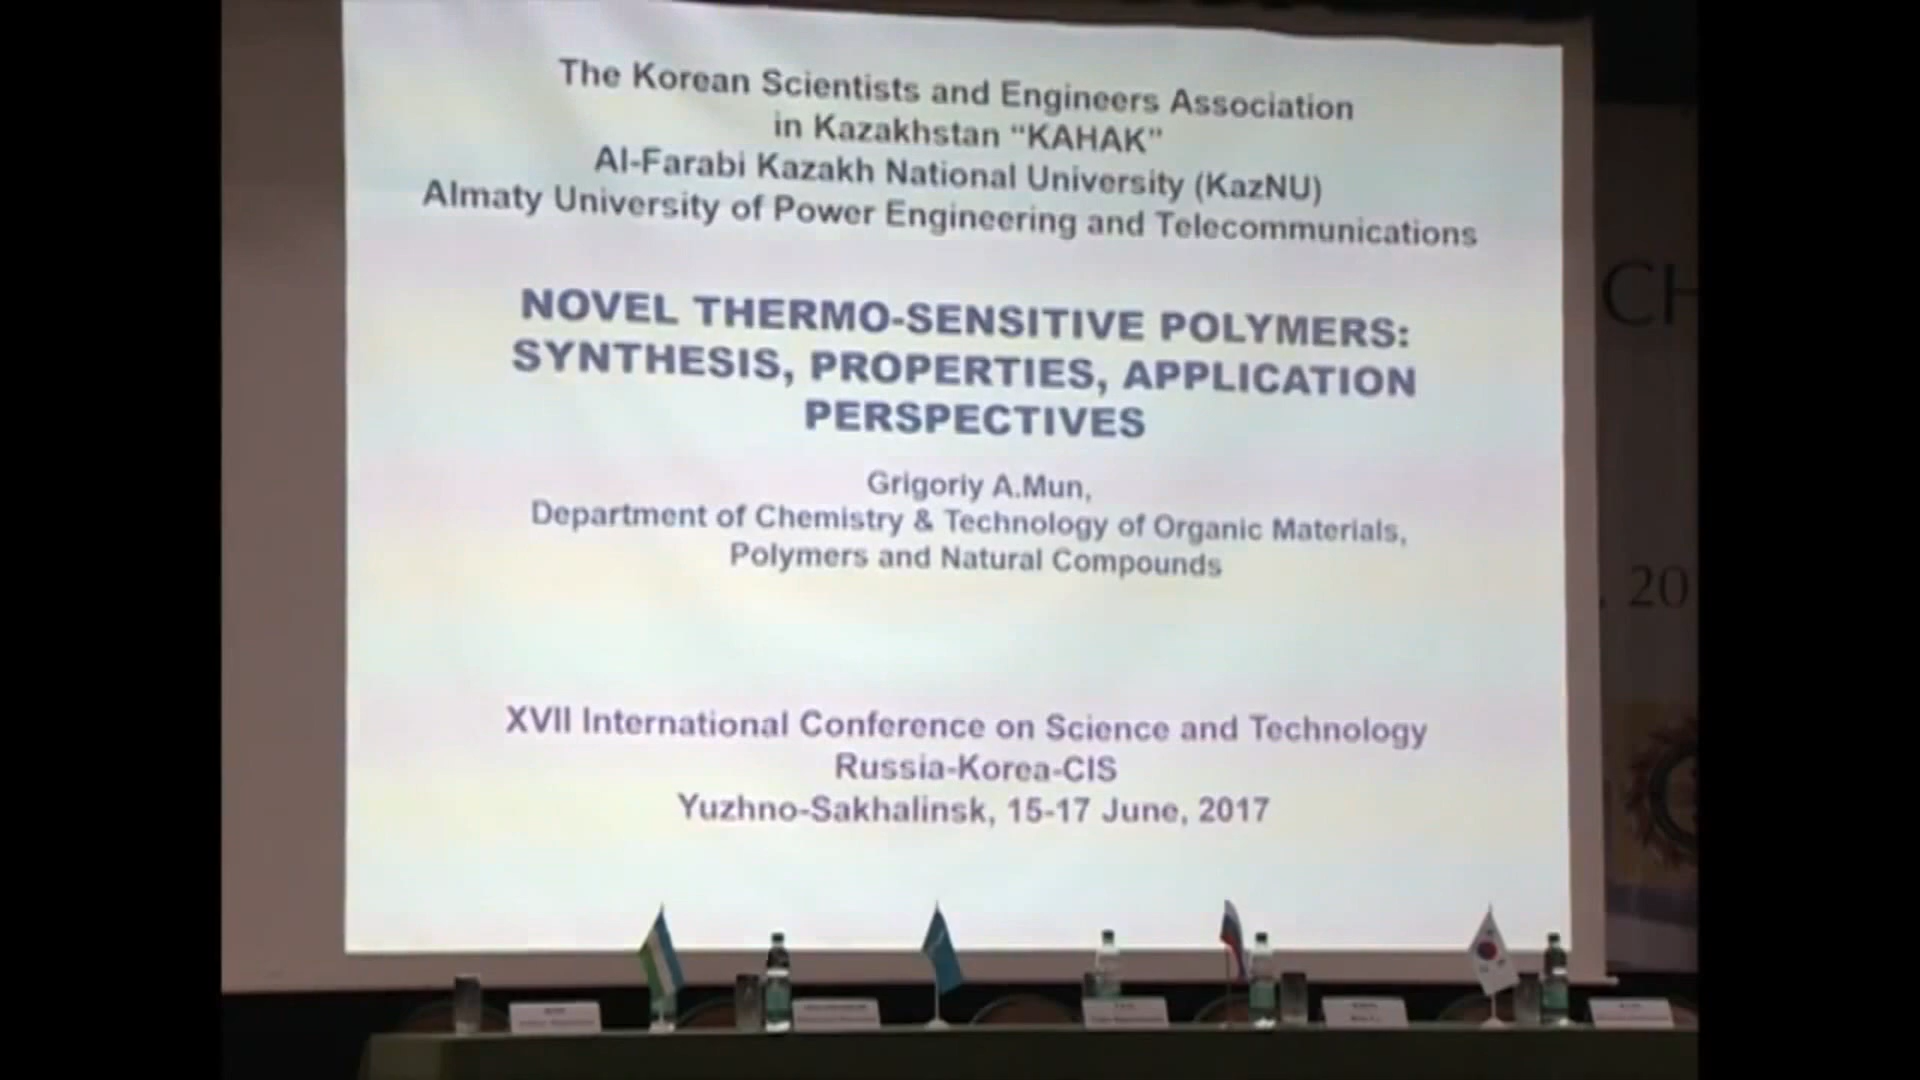 The Korean Scientists and Engineers Association
in Kazakhstan “KAHAK”
Al-Farabi Kazakh National University (KazNU)
Almaty University of Power Engineering and Telecommunications
NOVEL THERMO-SENSITIVE POLYMERS:
SYNTHESIS, PROPERTIES, APPLICATION
PERSPECTIVES
Grigoriy A.Mun,
Department of Chemistry & Technology of Organic Materials,
Polymers and Natural Compounds
XVII International Conference on Science and Technology
Russia-Korea-CIS
Yuzhno-Sakhalinsk, 15-17 June, 2017
CH
, 20